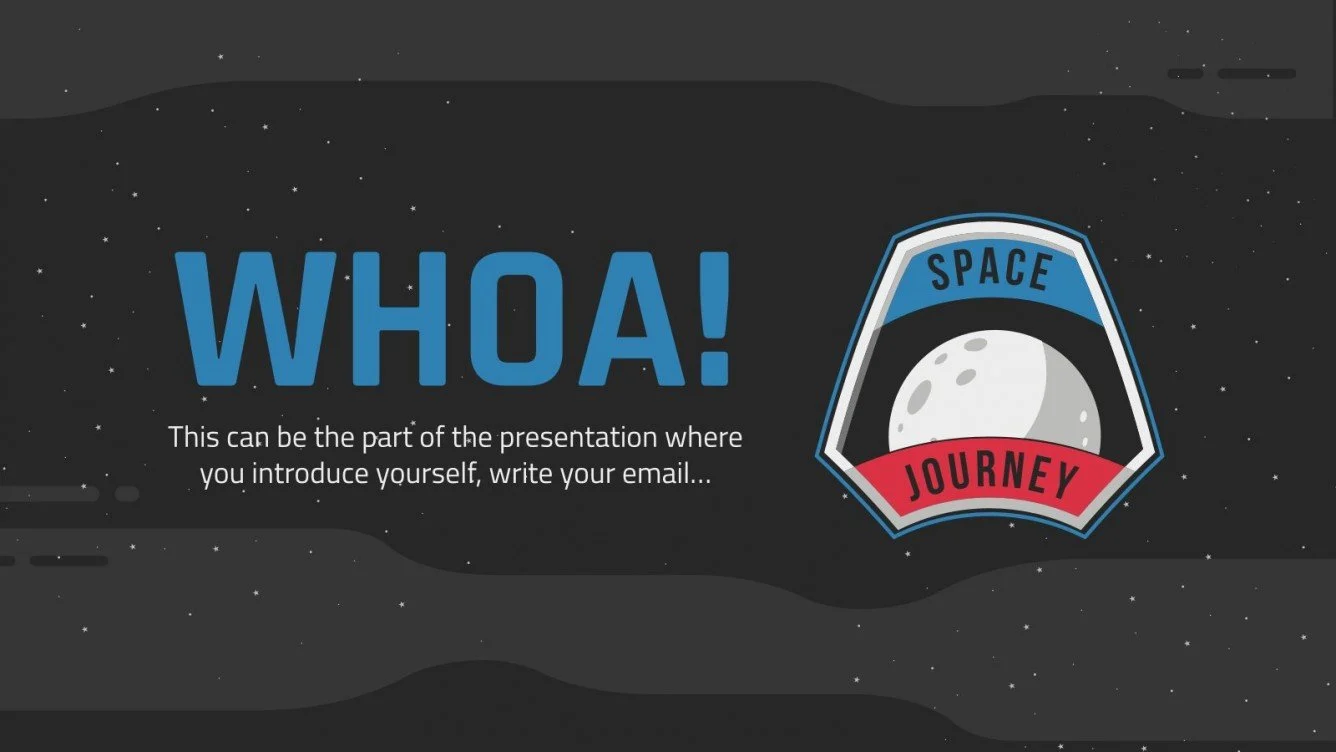 WHOA!
This can be the part of the presentation where
you introduce yourself, write your email...
SPACE
JOURNEY